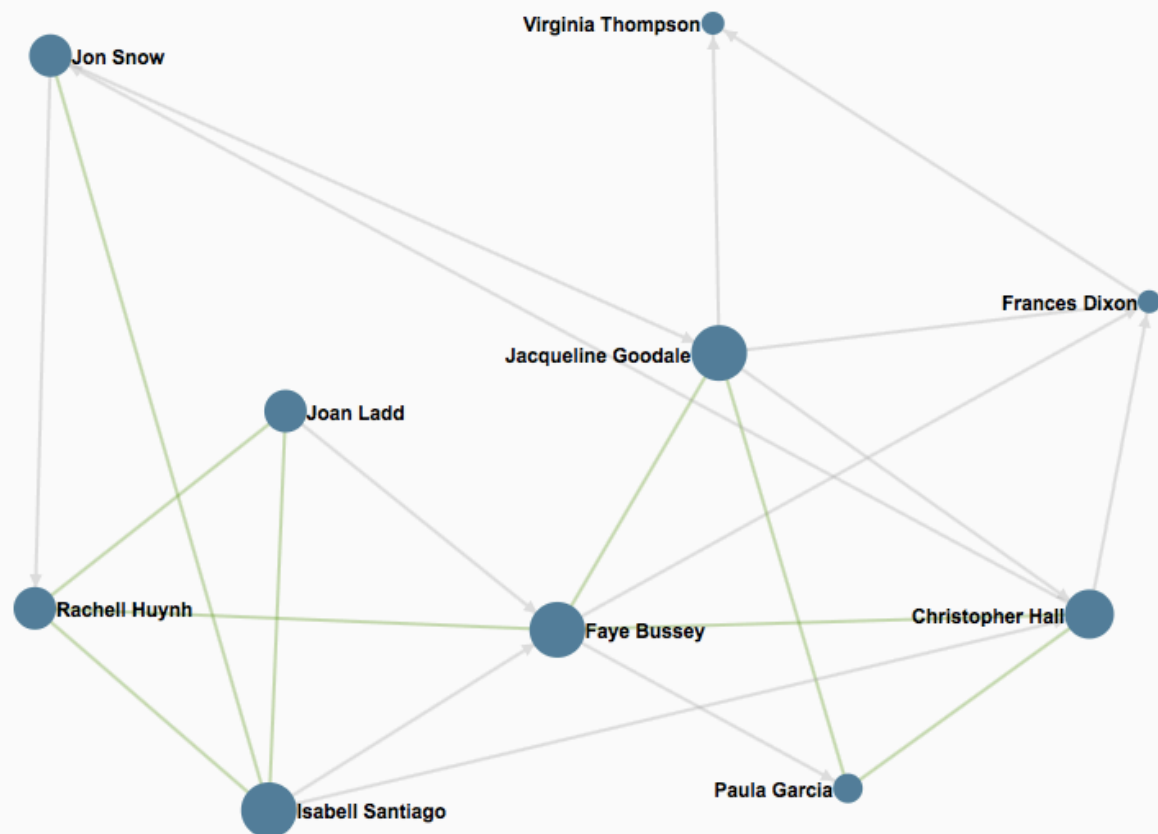 Virginia Thompson
Jon Snow
Frances Dixon
Jacqueline Goodale
Joan Ladd
Rachell Huynh
Faye Bussey
Christopher Hall
Paula Garcia
Isabell Santiago